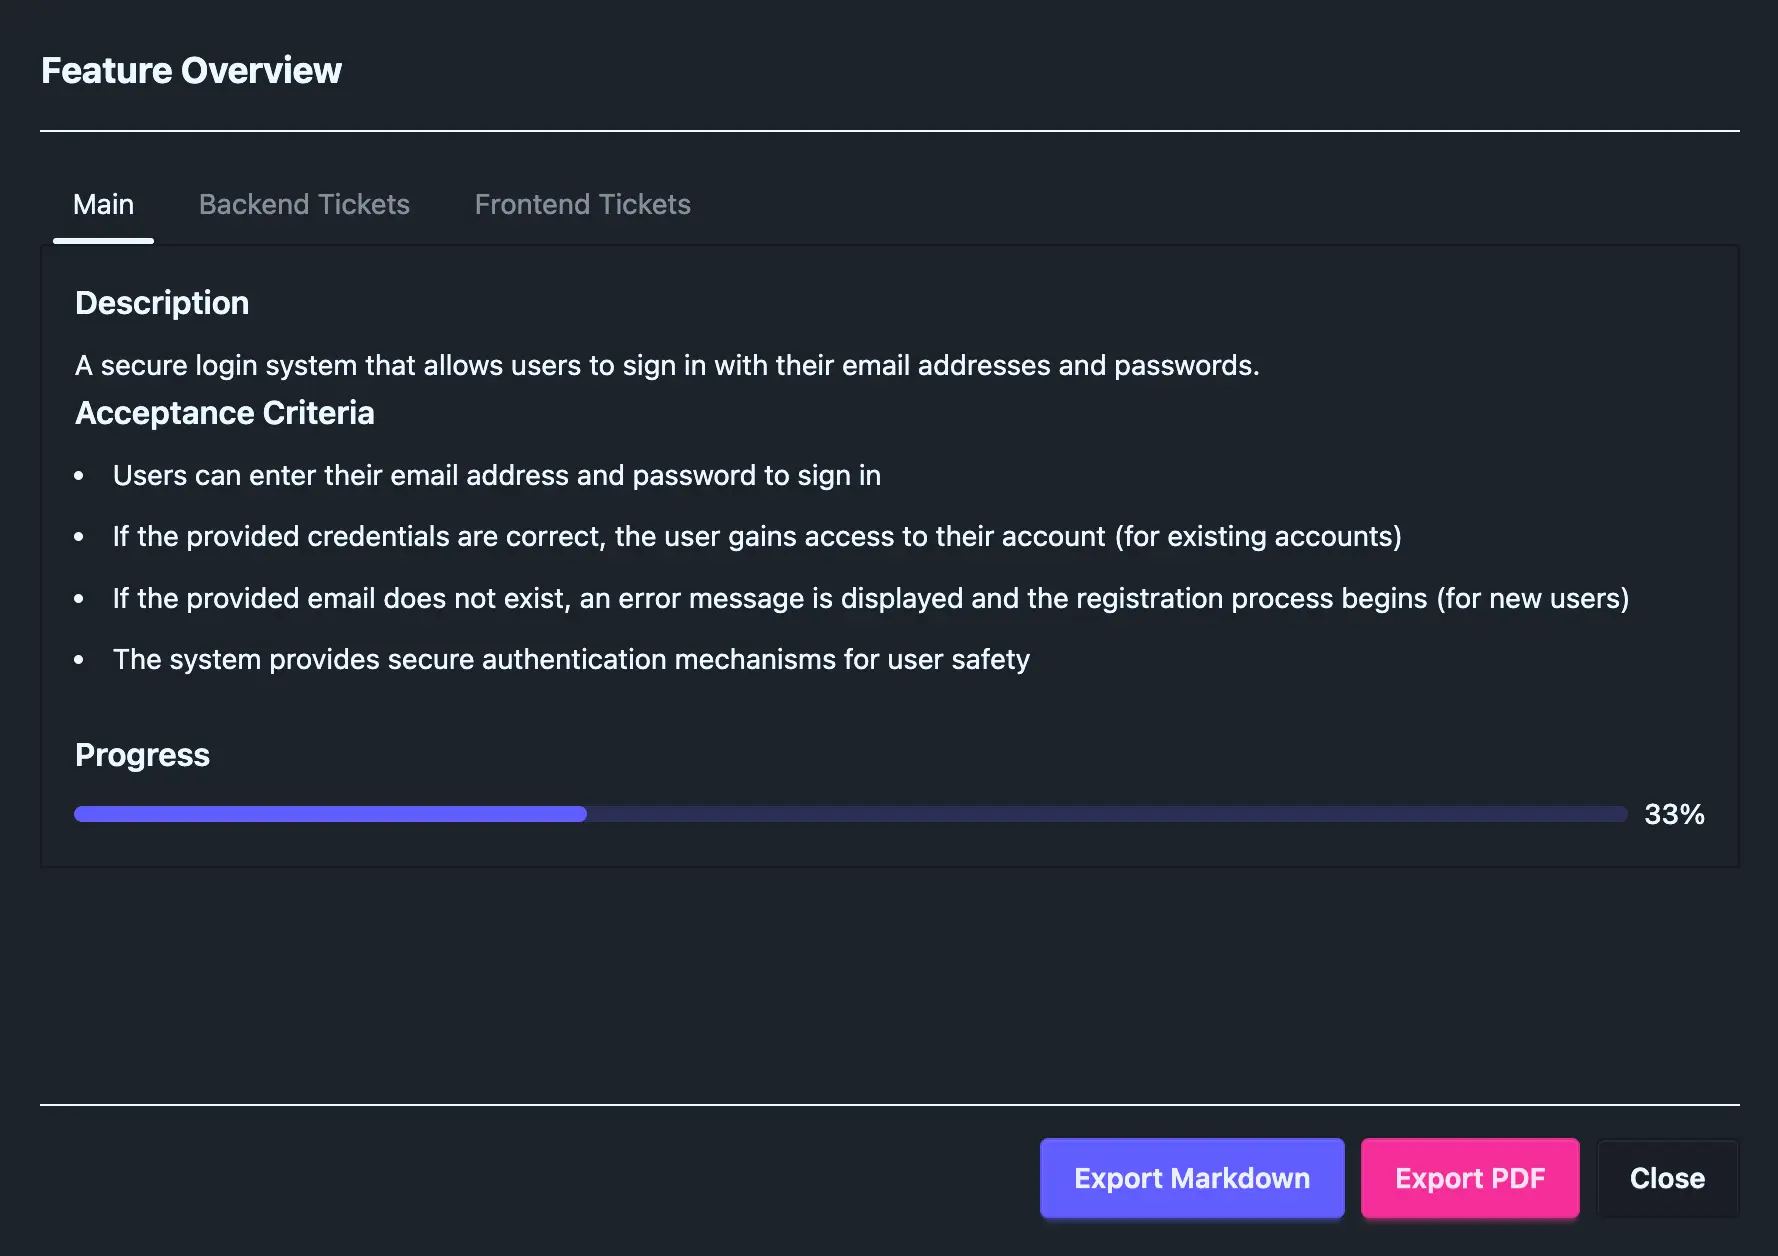 Feature Overview
Main
Backend Tickets
Frontend Tickets
Description
A secure login system that allows users to sign in with their email addresses and passwords.
Acceptance Criteria
• Users can enter their email address and password to sign in
• If the provided credentials are correct, the user gains access to their account (for existing accounts)
• If the provided email does not exist, an error message is displayed and the registration process begins (for new users)
• The system provides secure authentication mechanisms for user safety
Progress
33%
Export Markdown
Export PDF
Close